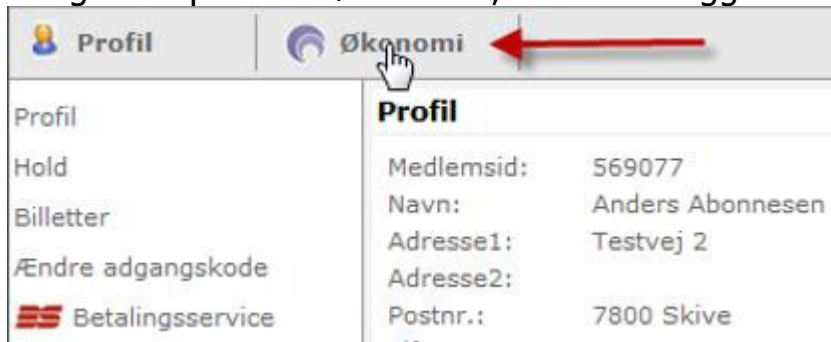 Profil Økonomi
Profil
Hold
Billetter
Ændre adgangskode
BS Betalingsservice
Profil
Medlemsid: 569077
Navn: Anders Abonnesen
Adresse1: Testvej 2
Adresse2:
Postnr.: 7800 Skive